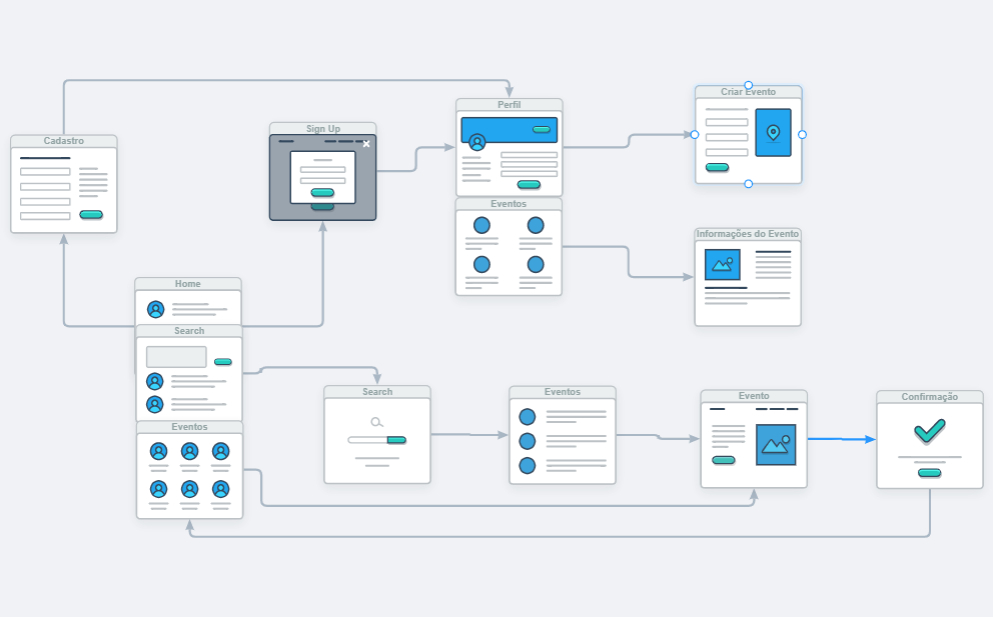 Cadastro
Sign Up
Perfil
Criar Evento
Eventos
Informações do Evento
Home
Search
Eventos
Search
Eventos
Evento
Confirmação